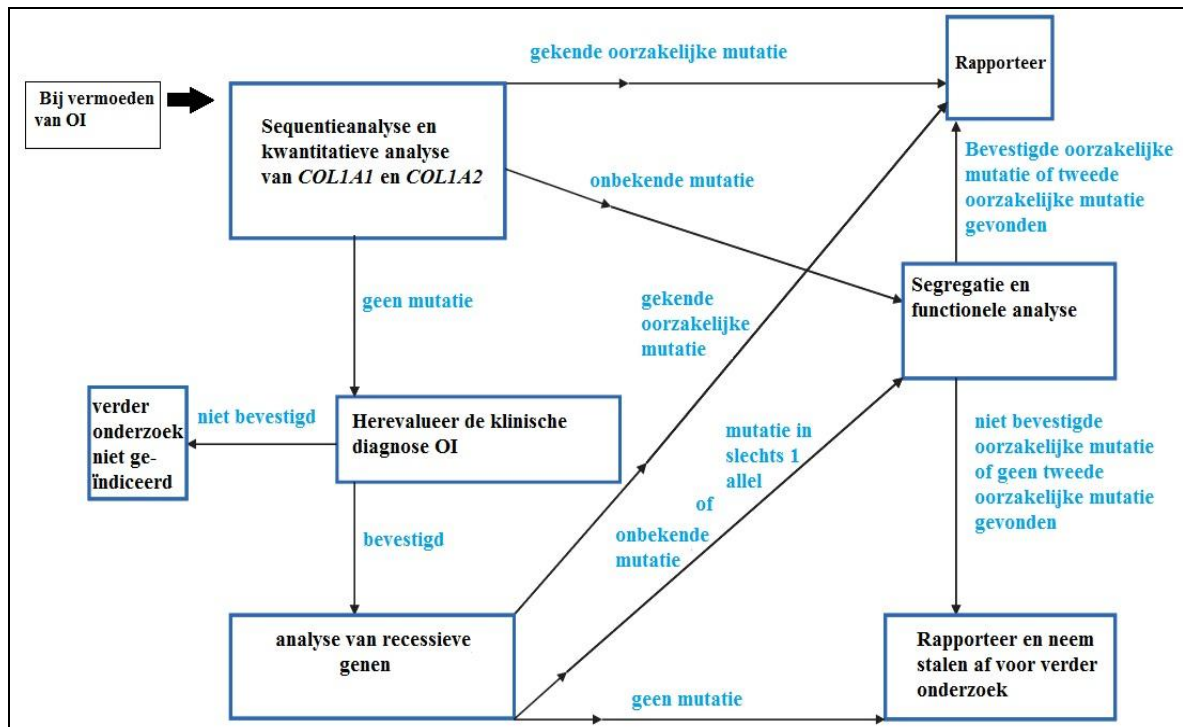 gekende oorzakelijke mutatie
Rapporteer
Bij vermoeden
van OI
Sequentieanalyse en
kwantitatieve analyse
van COL1A1 en COL1A2
onbekende mutatie
Bevestigde oorzakelijke
mutatie of tweede
oorzakelijke mutatie
gevonden
geen mutatie
gekende
oorzakelijke
mutatie
Segregatie en
functionele analyse
verder
onderzoek
niet ge-
ïndiceerd
niet bevestigd
Herevalueer de klinische
diagnose OI
mutatie in
slechts 1
allel
of
onbekende
mutatie
niet bevestigde
oorzakelijke mutatie
of geen tweede
oorzakelijke mutatie
gevonden
bevestigd
analyse van recessieve
genen
geen mutatie
Rapporteer en neem
stalen af voor verder
onderzoek